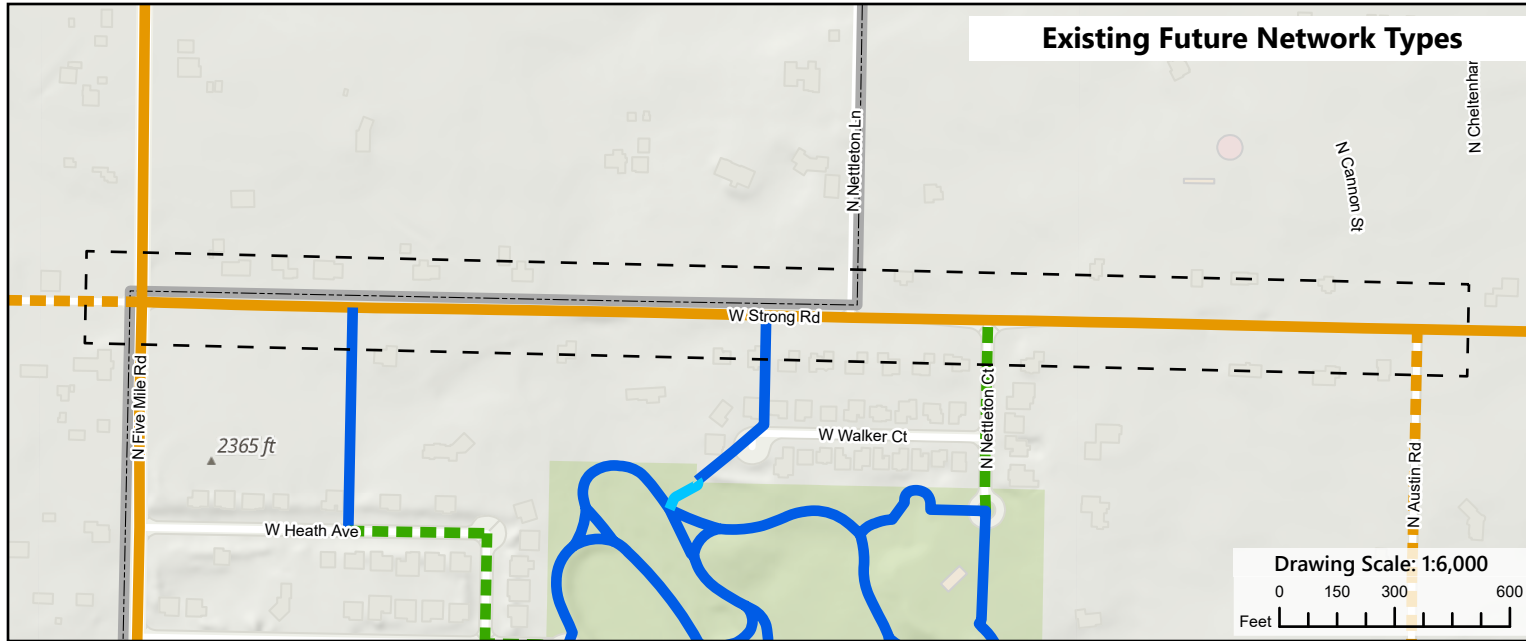 Existing Future Network Types
N Nettleton Ln
N Cannon St
W Strong Rd
N Five Mile Rd
2365 ft
W Walker Ct
N Nettleton Ct
N Austin Rd
W Heath Ave
Drawing Scale: 1:6,000
0 150 300 600
Feet